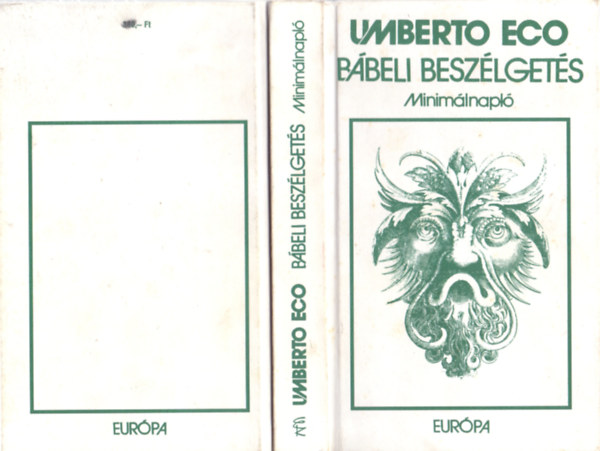 ,– Ft
EURÓPA
UMBERTO ECO BÁBELI BESZÉLGETÉS Minimálnapló
UMBERTO ECO
BÁBELI BESZÉLGETÉS
Minimálnapló
EURÓPA